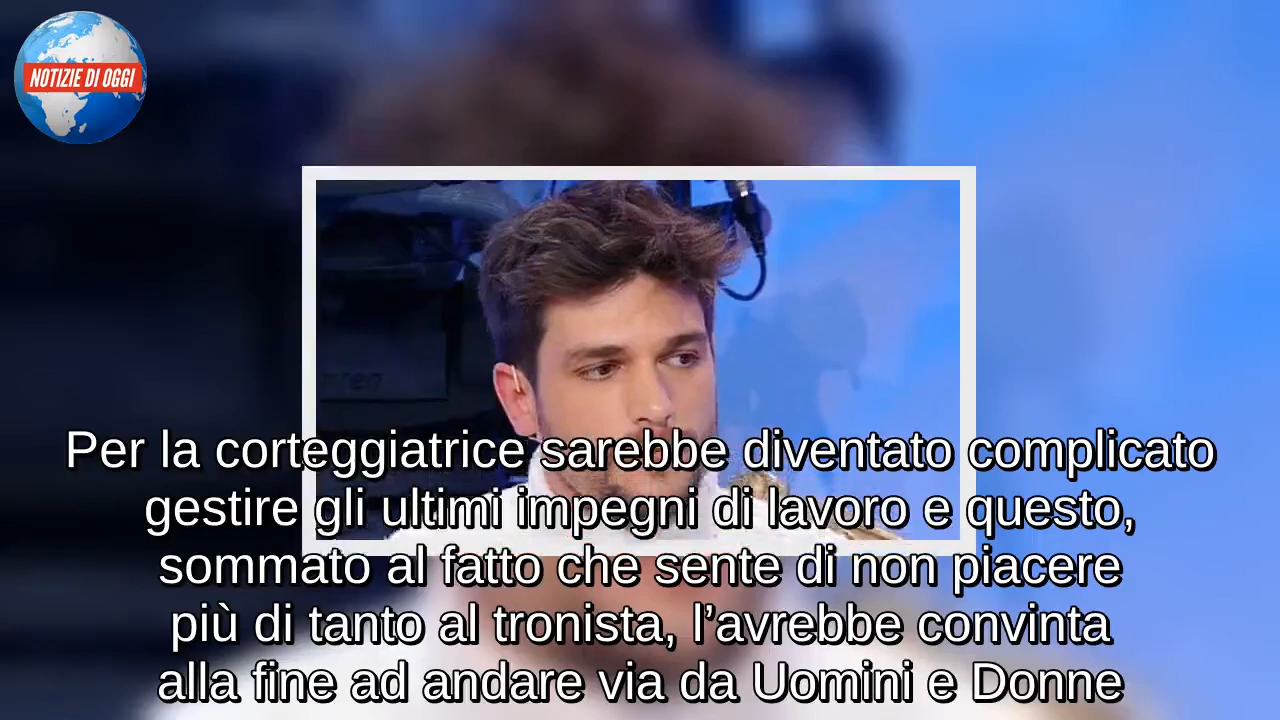 NOTIZIE DI OGGI
Per la corteggiatrice sarebbe diventato complicato
gestire gli ultimi impegni di lavoro e questo,
sommato al fatto che sente di non piacere
più di tanto al tronista, l’avrebbe convinta
alla fine ad andare via da Uomini e Donne